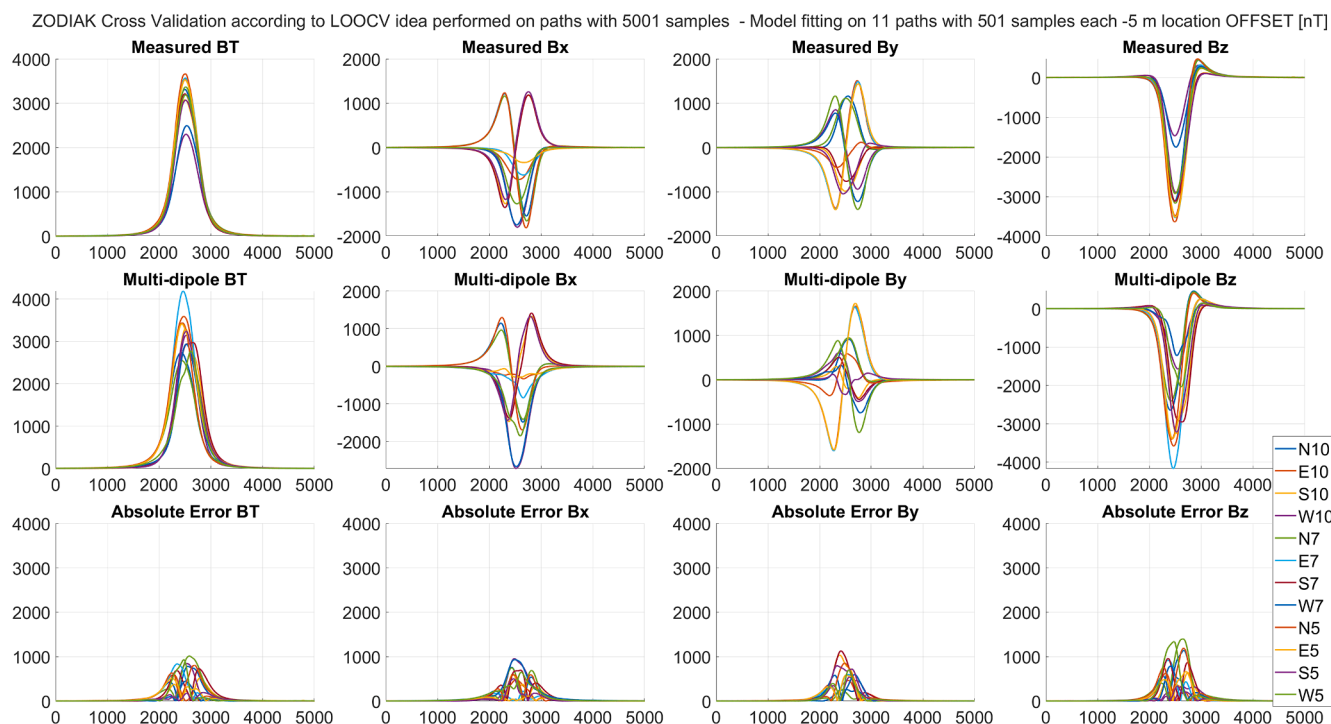 ZODIAK Cross Validation according to LOOCV idea performed on paths with 5001 samples  - Model fitting on 11 paths with 501 samples each -5 m location OFFSET [nT]
Measured BT
4000
3000
2000
1000
0
0 1000 2000 3000 4000 5000
Measured Bx
2000
1000
0
-1000
-2000
0 1000 2000 3000 4000 5000
Measured By
2000
1000
0
-1000
-2000
0 1000 2000 3000 4000 5000
Measured Bz
0
-1000
-2000
-3000
-4000
0 1000 2000 3000 4000 5000
Multi-dipole BT
4000
3000
2000
1000
0
0 1000 2000 3000 4000 5000
Multi-dipole Bx
2000
1000
0
-1000
-2000
0 1000 2000 3000 4000 5000
Multi-dipole By
2000
1000
0
-1000
-2000
0 1000 2000 3000 4000 5000
Multi-dipole Bz
0
-1000
-2000
-3000
-4000
0 1000 2000 3000 4000
Absolute Error BT
4000
3000
2000
1000
0
0 1000 2000 3000 4000 5000
Absolute Error Bx
4000
3000
2000
1000
0
0 1000 2000 3000 4000 5000
Absolute Error By
4000
3000
2000
1000
0
0 1000 2000 3000 4000 5000
Absolute Error Bz
4000
3000
2000
1000
0
0 1000 2000 3000 4000 5000
N10
E10
S10
W10
N7
E7
S7
W7
N5
E5
S5
W5